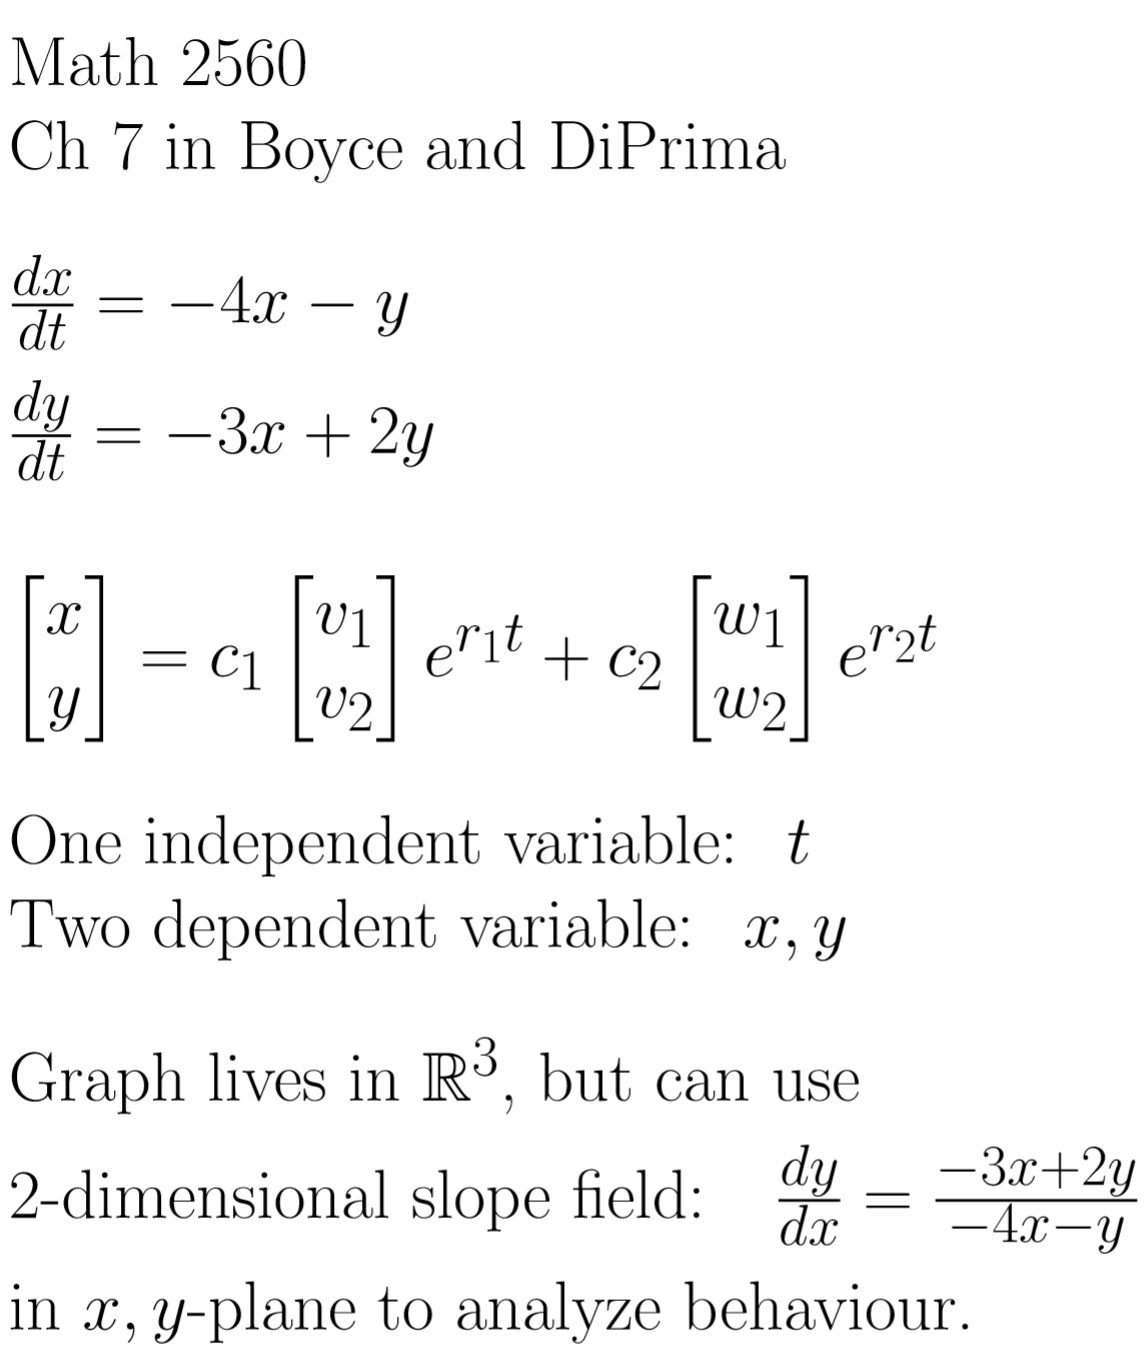 Math 2560
Ch 7 in Boyce and DiPrima
dx/dt = −4x − y
dy/dt = −3x + 2y
[x y] = c₁ [v₁ v₂] e^{r₁t} + c₂ [w₁ w₂] e^{r₂t}
One independent variable: t
Two dependent variable: x, y
Graph lives in ℝ³, but can use
2-dimensional slope field: dy/dx = (−3x+2y)/(−4x−y)
in x, y-plane to analyze behaviour.